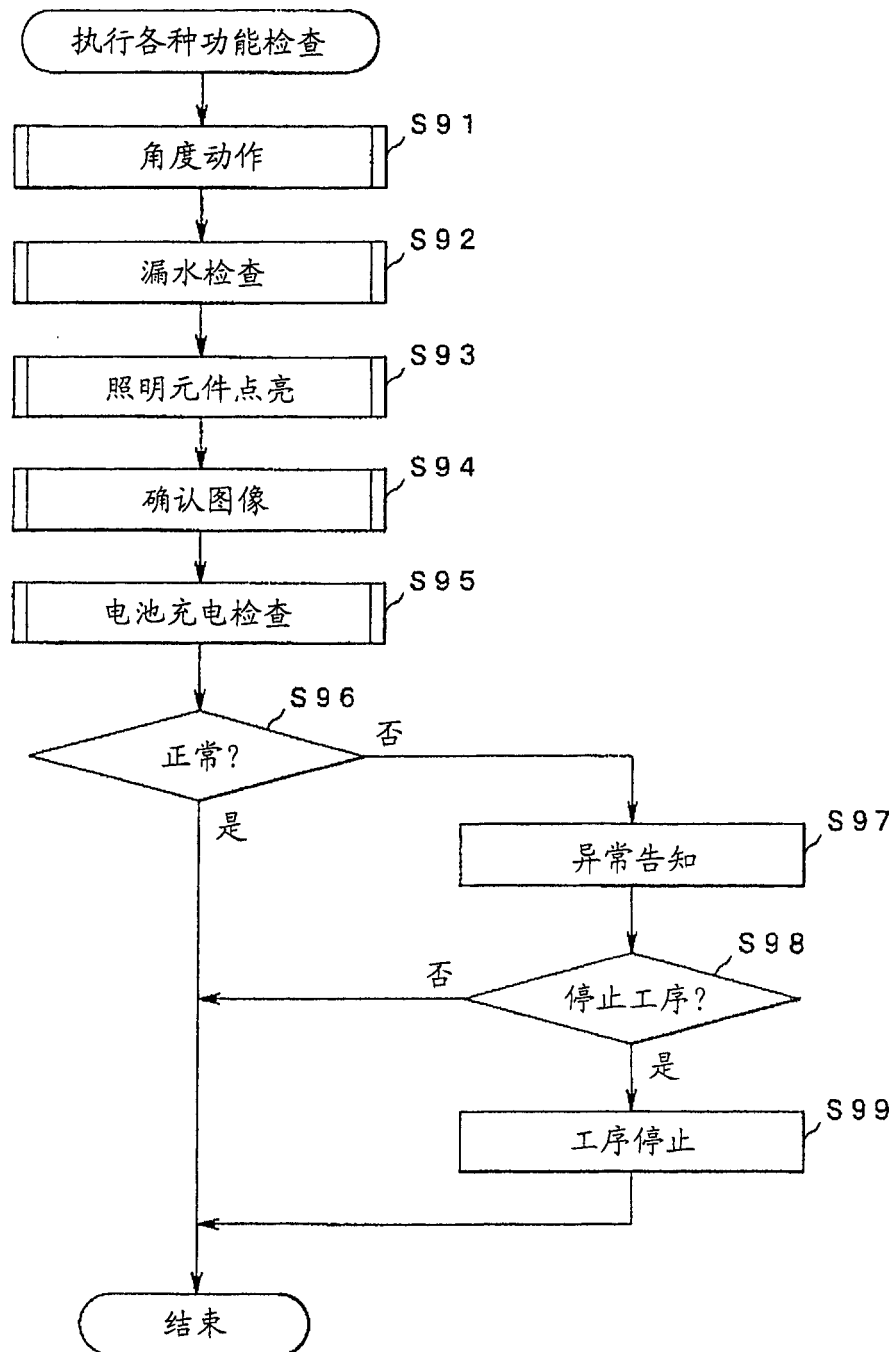 执行各种功能检查
S91
角度动作
S92
漏水检查
S93
照明元件点亮
S94
确认图像
S95
电池充电检查
S96
正常?
否
是
S97
异常告知
S98
停止工序?
否
是
S99
工序停止
结束